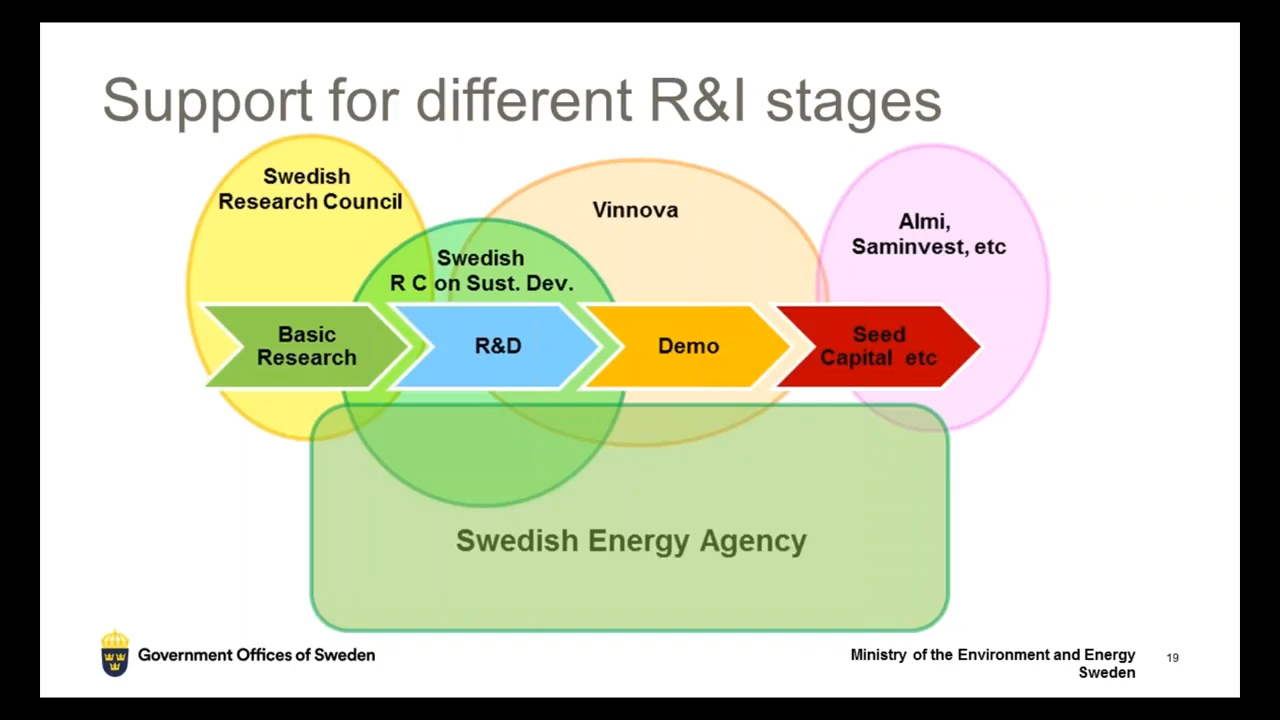 Support for different R&I stages
Swedish
Research Council
Vinnova
Almi,
Saminvest, etc
Swedish
R C on Sust. Dev.
Basic
Research
R&D
Demo
Seed
Capital etc
Swedish Energy Agency
Government Offices of Sweden
Ministry of the Environment and Energy
Sweden
19